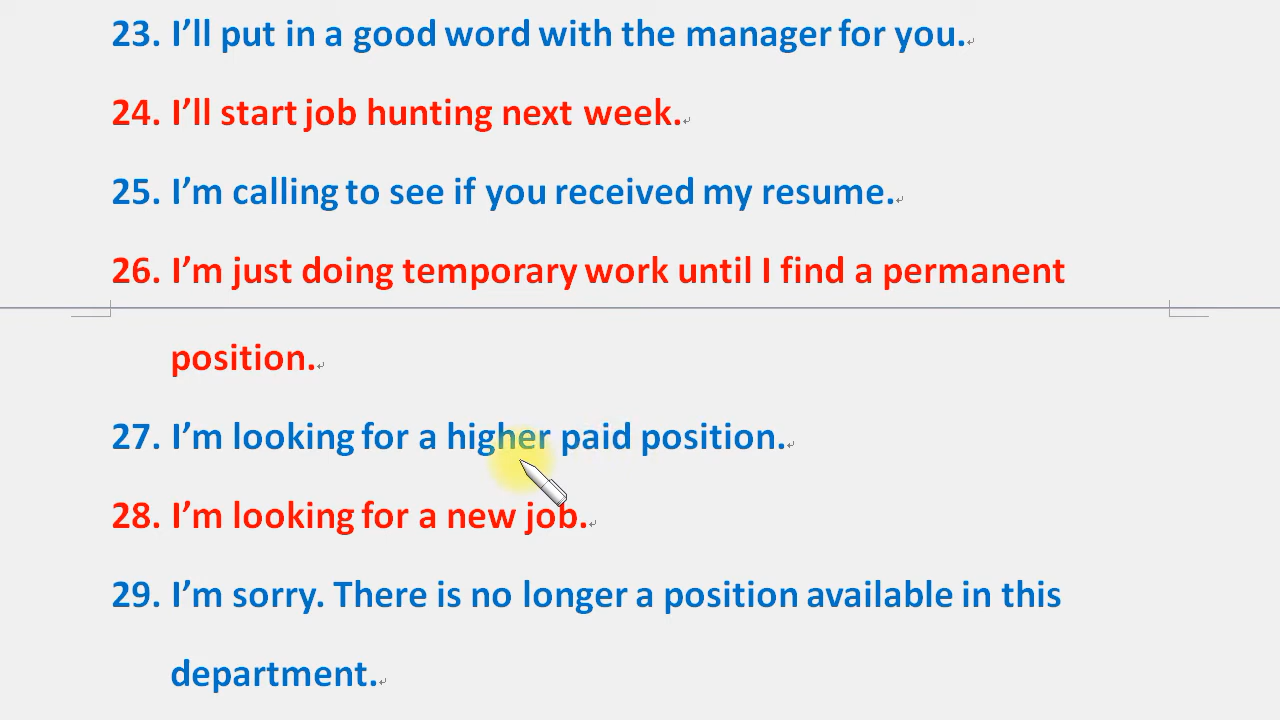 23. I’ll put in a good word with the manager for you.
24. I’ll start job hunting next week.
25. I’m calling to see if you received my resume.
26. I’m just doing temporary work until I find a permanent
position.
27. I’m looking for a higher paid position.
28. I’m looking for a new job.
29. I’m sorry. There is no longer a position available in this
department.